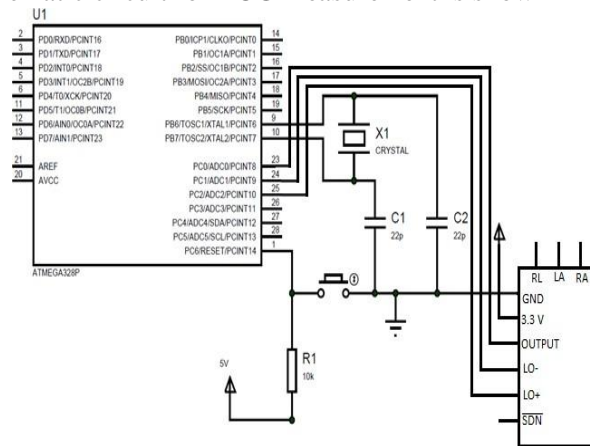 U1
2 PD0/RXD/PCINT16 PB0/ICP1/CLKO/PCINT0 14
3 PD1/TXD/PCINT17 PB1/OC1A/PCINT1 15
4 PD2/INT0/PCINT18 PB2/SS/OC1B/PCINT2 16
5 PD3/INT1/OC2B/PCINT19 PB3/MOSI/OC2A/PCINT3 17
6 PD4/T0/XCK/PCINT20 PB4/MISO/PCINT4 18
11 PD5/T1/OC0B/PCINT21 PB5/SCK/PCINT5 19
12 PD6/AIN0/OC0A/PCINT22 PB6/TOSC1/XTAL1/PCINT6 9
13 PD7/AIN1/PCINT23 PB7/TOSC2/XTAL2/PCINT7 10
21 AREF PC0/ADC0/PCINT8 23
20 AVCC PC1/ADC1/PCINT9 24
PC2/ADC2/PCINT10 25
PC3/ADC3/PCINT11 26
PC4/ADC4/SDA/PCINT12 27
PC5/ADC5/SCL/PCINT13 28
PC6/RESET/PCINT14 1
ATMEGA328P
X1
CRYSTAL
C1
22p
C2
22p
RL LA RA
GND
3.3 V
OUTPUT
LO-
LO+
SDN
R1
10k
5V